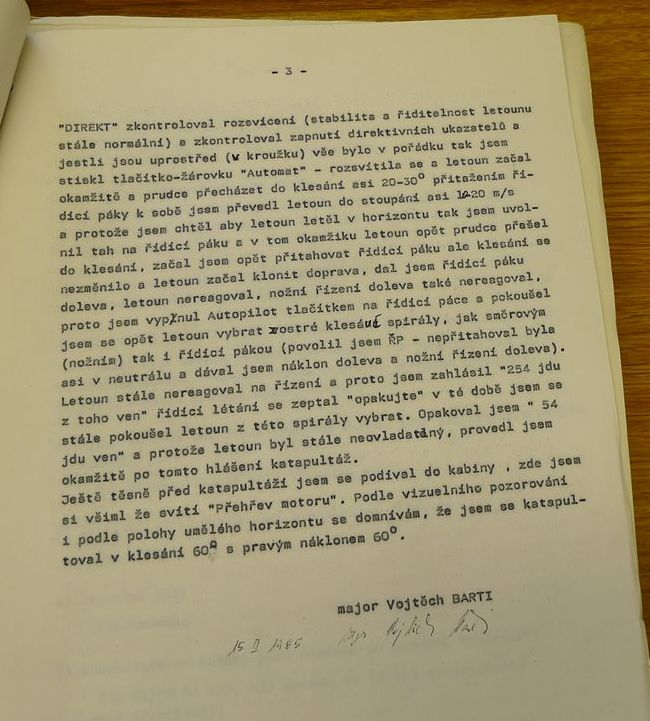 - 3 -
"DIREKT" zkontroloval rozsvícení (stabilita a řiditelnost letounu
stále normální) a zkontroloval zapnutí direktivních ukazatelů a
jestli jsou uprostřed (v kroužku) vše bylo v pořádku tak jsem
stiskl tlačítko-žárovku "Automat" - rozsvítila se a letoun začal
okamžitě a prudce přecházet do klesání asi 20-30° přitažením ří-
dící páky k sobě jsem převedl letoun do stoupání asi 20 m/s
a protože jsem chtěl aby letoun letěl v horizontu tak jsem uvol-
nil tah na řídící páku a v tom okamžiku letoun opět prudce přešel
do klesání, začal jsem opět přitahovat řídící páku ale klesání se
nezměnilo a letoun začal klonit doprava, dal jsem řídící páku
doleva, letoun nereagoval, nožní řízení doleva také nereagoval,
proto jsem vypnul Autopilot tlačítkem na řídící páce a pokoušel
jsem se opět letoun vybrat z ostré klesavé spirály, jak směrovým
(nožním) tak i řídící pákou (povolil jsem ŘP - nepřitahoval byla
asi v neutrálu a dával jsem náklon doleva a nožní řízení doleva).
Letoun stále nereagoval na řízení a proto jsem zahlásil "254 jdu
z toho ven" řídící létání se zeptal "opakujte" v té době jsem se
stále pokoušel letoun z této spirály vybrat. Opakoval jsem " 54
jdu ven" a protože letoun byl stále neovladatelný, provedl jsem
okamžitě po tomto hlášení katapultáž.
Ještě těsně před katapultáží jsem se podíval do kabiny , zde jsem
si všiml že svítí "Přehřev motoru". Podle vizuelního pozorování
i podle polohy umělého horizontu se domnívám, že jsem se katapul-
toval v klesání 60° s pravým náklonem 60°.
major Vojtěch BARTI
15 II 1985